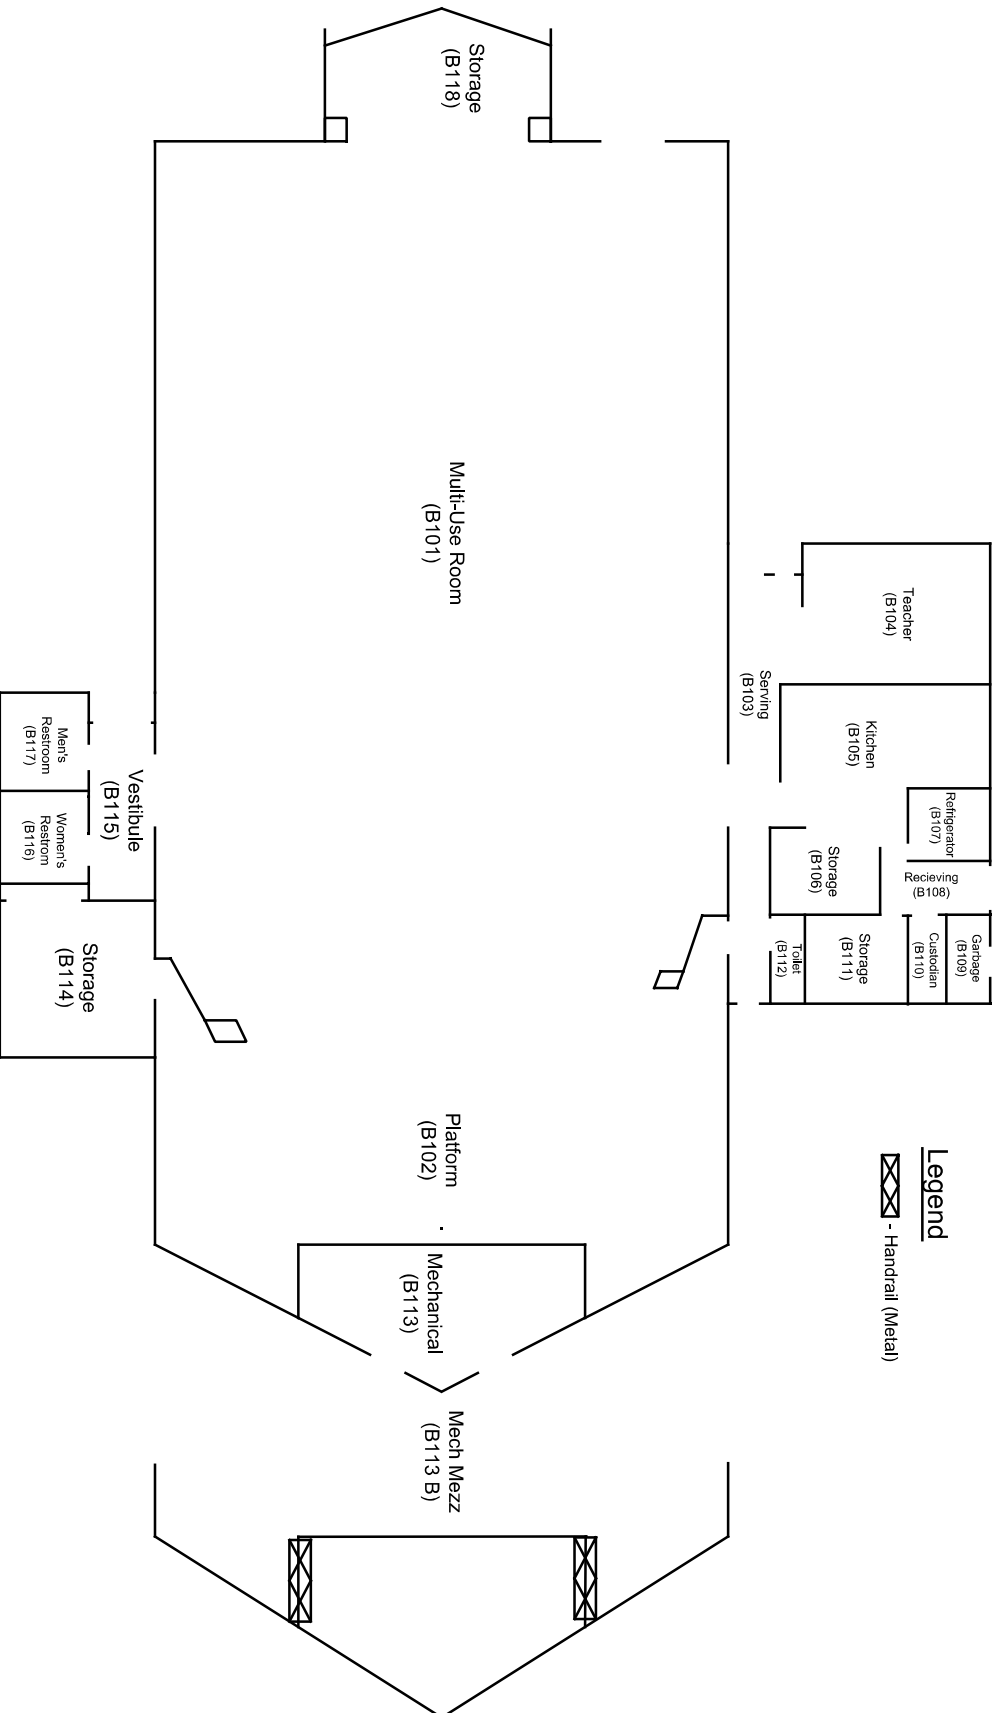 Storage
(B118)
Multi-Use Room
(B101)
Teacher
(B104)
Serving
(B103)
Kitchen
(B105)
Refrigerator
(B107)
Storage
(B106)
Recieving
(B108)
Garbage
(B109)
Custodian
(B110)
Storage
(B111)
Toilet
(B112)
Men's
Restroom
(B117)
Women's
Restrom
(B116)
Vestibule
(B115)
Storage
(B114)
Platform
(B102)
Mechanical
(B113)
Mech Mezz
(B113 B)
Legend
- Handrail (Metal)